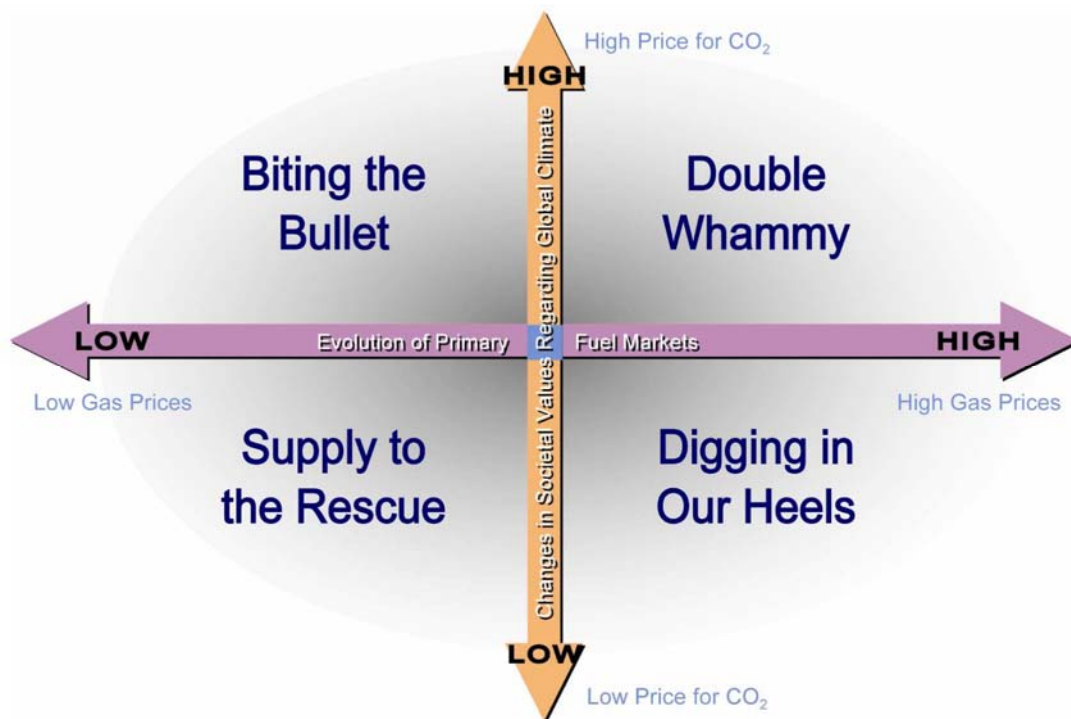 High Price for CO₂
HIGH
Biting the
Bullet
Double
Whammy
Changes in Societal Values Regarding Global Climate
LOW
Evolution of Primary Fuel Markets
HIGH
Low Gas Prices
High Gas Prices
Supply to
the Rescue
Digging in
Our Heels
LOW
Low Price for CO₂